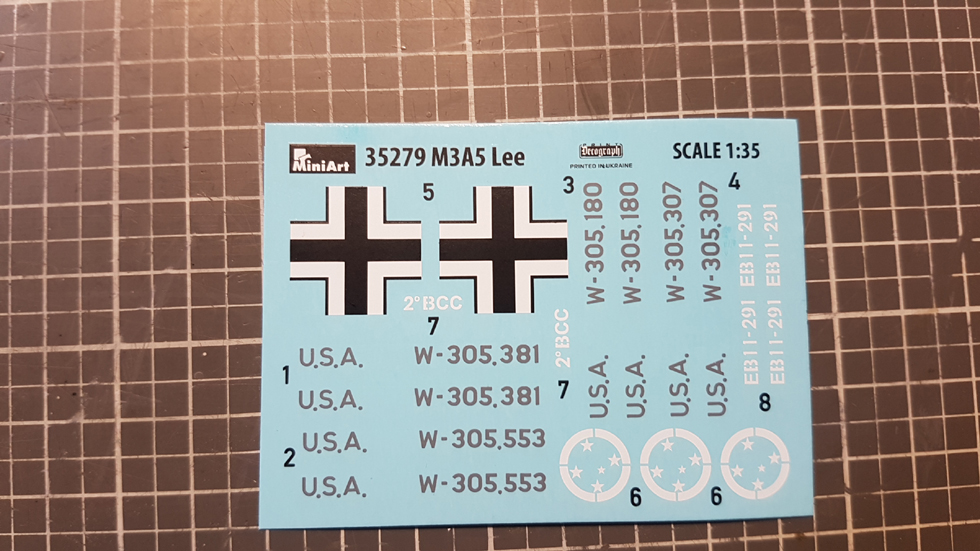 MiniArt 35279 M3A5 Lee Decograph SCALE 1:35
PRINTED IN UKRAINE
5
3
4
W-305,180
W-305,180
W-305,307
W-305,307
EB11-291
EB11-291
EB11-291
EB11-291
2°BCC
7
2°BCC
7
1
U.S.A. W-305,381
U.S.A. W-305,381
2
U.S.A. W-305,553
U.S.A. W-305,553
U.S.A.
U.S.A.
U.S.A.
U.S.A.
8
6
6